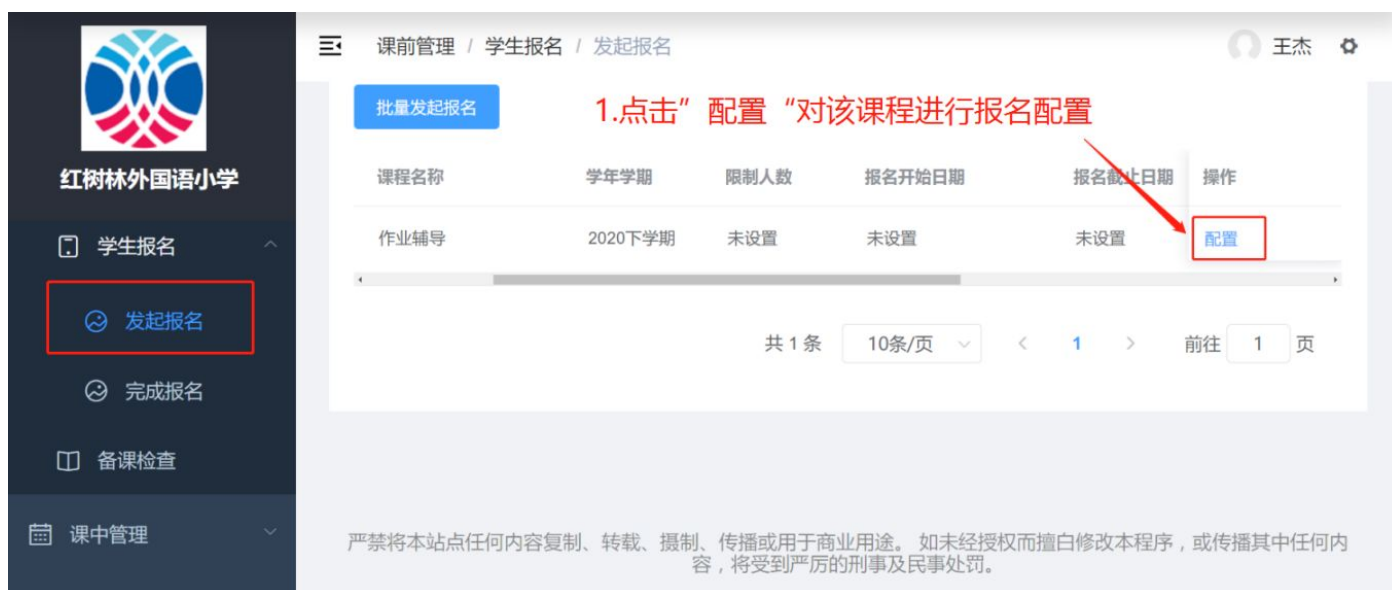 课前管理 / 学生报名 / 发起报名
王杰
红树林外国语小学
学生报名
发起报名
完成报名
备课检查
课中管理
批量发起报名
1.点击”配置“对该课程进行报名配置
课程名称 学年学期 限制人数 报名开始日期 报名截止日期 操作
作业辅导 2020下学期 未设置 未设置 未设置 配置
共 1 条 10条/页 1 前往 1 页
严禁将本站点任何内容复制、转载、摄制、传播或用于商业用途。 如未经授权而擅自修改本程序，或传播其中任何内
容，将受到严厉的刑事及民事处罚。